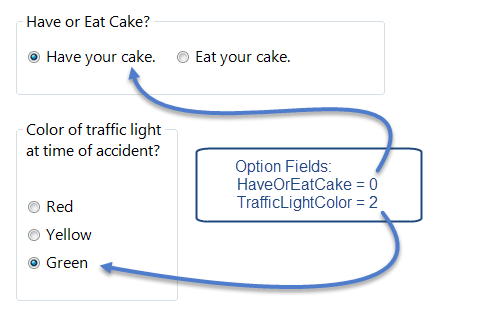 Have or Eat Cake?
Have your cake. Eat your cake.
Color of traffic light
at time of accident?
Red
Yellow
Green
Option Fields:
HaveOrEatCake = 0
TrafficLightColor = 2